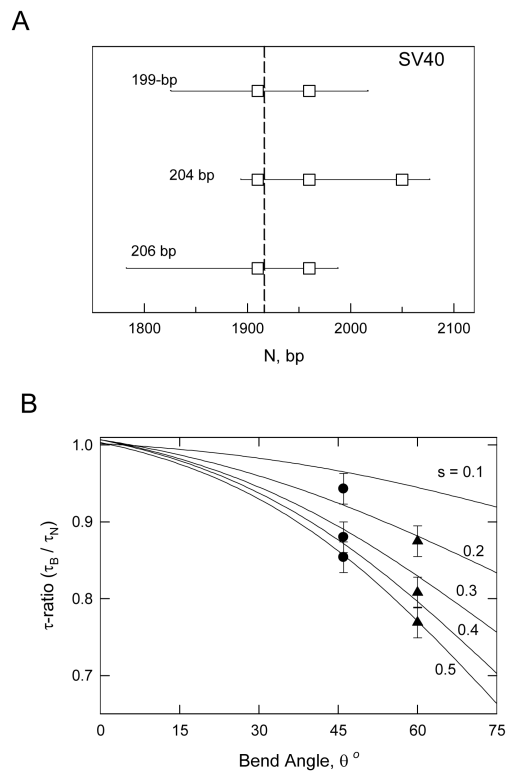 A
SV40
199-bp
204 bp
206 bp
1800 1900 2000 2100
N, bp
B
1.0
0.9
0.8
0.7
τ-ratio (τB / τN)
s = 0.1
0.2
0.3
0.4
0.5
0 15 30 45 60 75
Bend Angle, θ º